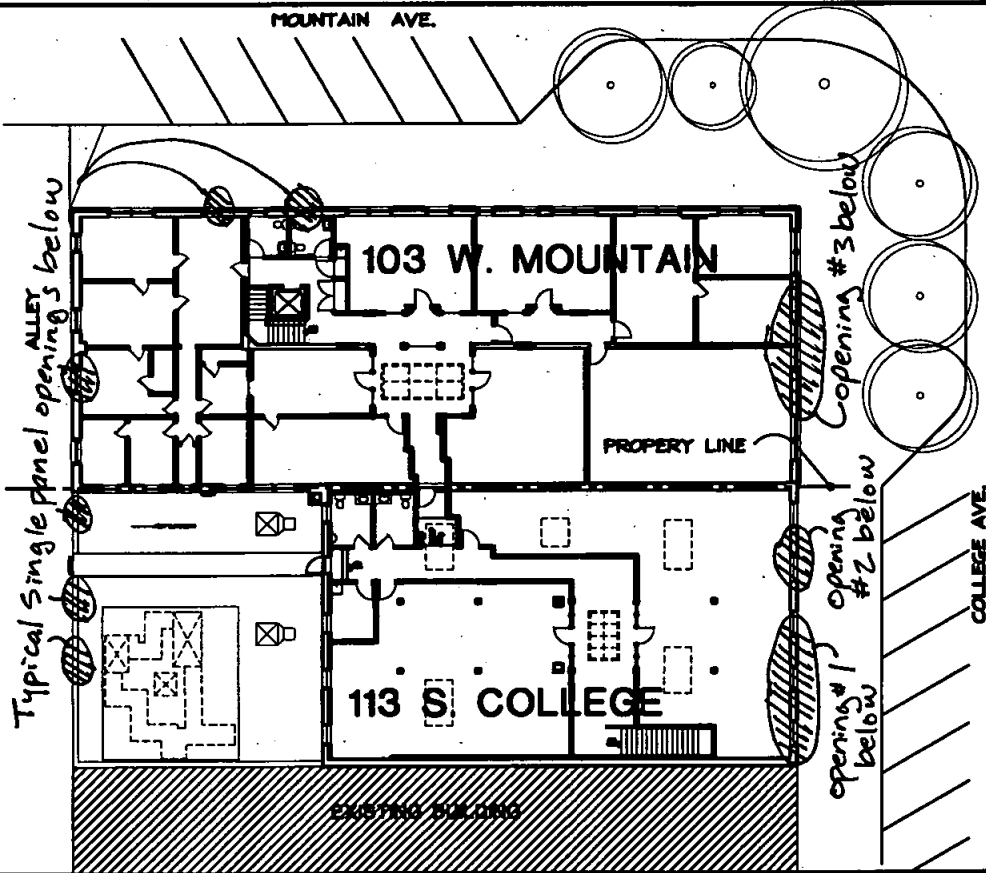 MOUNTAIN AVE.
ALLEY
Typical Single panel openings below
103 W. MOUNTAIN
opening #3 below
PROPERY LINE
opening
#2 below
COLLEGE AVE.
113 S. COLLEGE
opening #1
below
EXISTING BUILDING